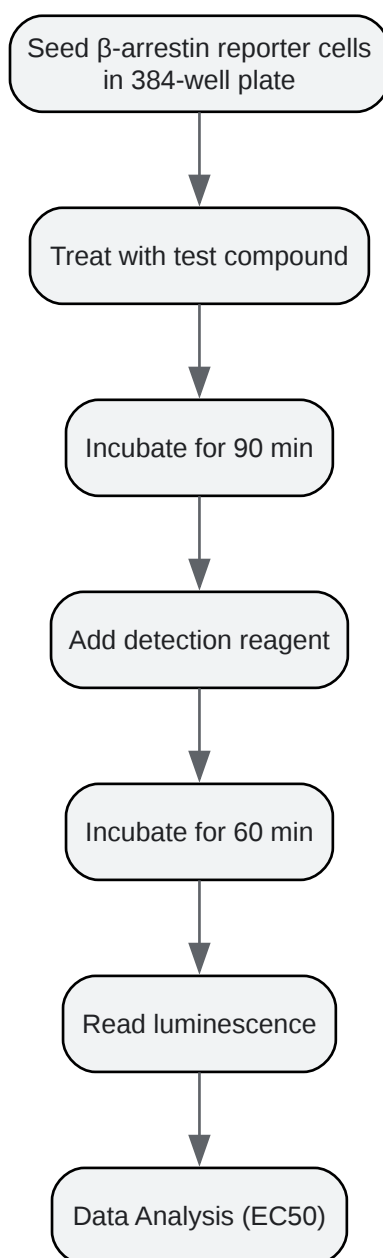 Seed β-arrestin reporter cells
in 384-well plate
Treat with test compound
Incubate for 90 min
Add detection reagent
Incubate for 60 min
Read luminescence
Data Analysis (EC50)